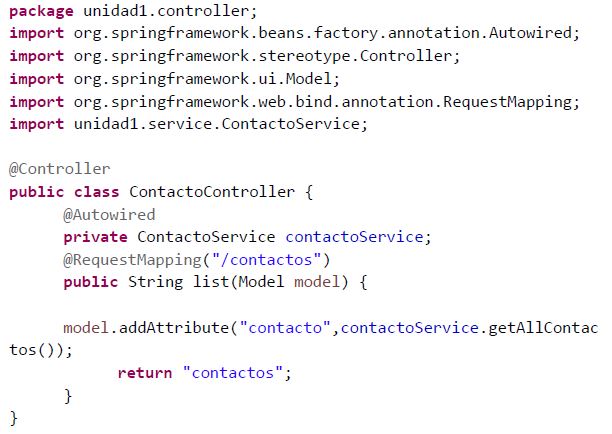 package unidad1.controller;
import org.springframework.beans.factory.annotation.Autowired;
import org.springframework.stereotype.Controller;
import org.springframework.ui.Model;
import org.springframework.web.bind.annotation.RequestMapping;
import unidad1.service.ContactoService;

@Controller
public class ContactoController {
      @Autowired
      private ContactoService contactoService;
      @RequestMapping("/contactos")
      public String list(Model model) {

      model.addAttribute("contacto",contactoService.getAllContac
tos());
            return "contactos";
      }
}